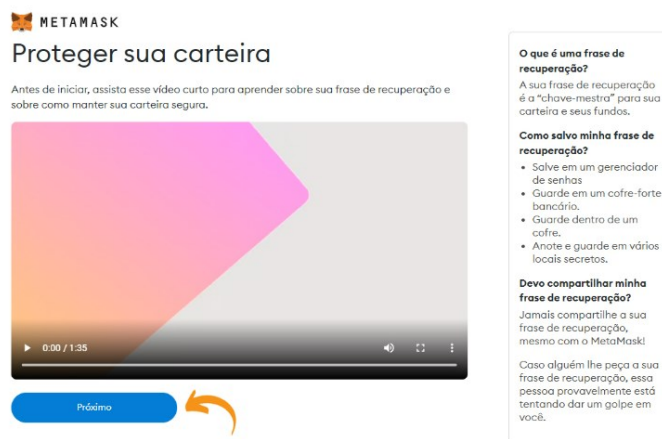 METAMASK
Proteger sua carteira
Antes de iniciar, assista esse vídeo curto para aprender sobre sua frase de recuperação e
sobre como manter sua carteira segura.
0:00 / 1:35
Próximo
O que é uma frase de
recuperação?
A sua frase de recuperação
é a “chave-mestra” para sua
carteira e seus fundos.
Como salvo minha frase de
recuperação?
• Salve em um gerenciador
de senhas
• Guarde em um cofre-forte
bancário.
• Guarde dentro de um
cofre.
• Anote e guarde em vários
locais secretos.
Devo compartilhar minha
frase de recuperação?
Jamais compartilhe a sua
frase de recuperação,
mesmo com o MetaMask!
Caso alguém lhe peça a sua
frase de recuperação, essa
pessoa provavelmente está
tentando dar um golpe em
você.